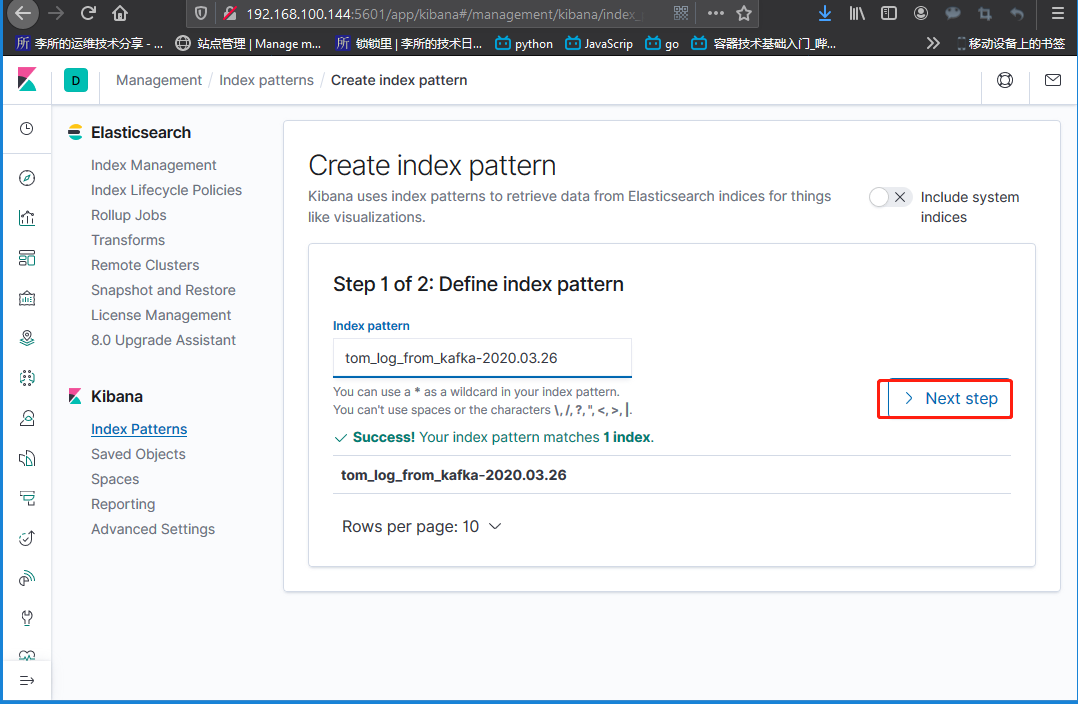 192.168.100.144:5601/app/kibana#/management/kibana/index_
所 李所的运维技术分享 - ...
站点管理 | Manage m...
所 锁锁里 | 李所的技术日...
python
JavaScrip
go
容器技术基础入门_哔...
移动设备上的书签
D
Management / Index patterns / Create index pattern
Elasticsearch
Index Management
Index Lifecycle Policies
Rollup Jobs
Transforms
Remote Clusters
Snapshot and Restore
License Management
8.0 Upgrade Assistant
Kibana
Index Patterns
Saved Objects
Spaces
Reporting
Advanced Settings
Create index pattern
Kibana uses index patterns to retrieve data from Elasticsearch indices for things
like visualizations.
Include system
indices
Step 1 of 2: Define index pattern
Index pattern
tom_log_from_kafka-2020.03.26
You can use a * as a wildcard in your index pattern.
You can't use spaces or the characters \, /, ?, ", <, >, |.
Next step
Success! Your index pattern matches 1 index.
tom_log_from_kafka-2020.03.26
Rows per page: 10